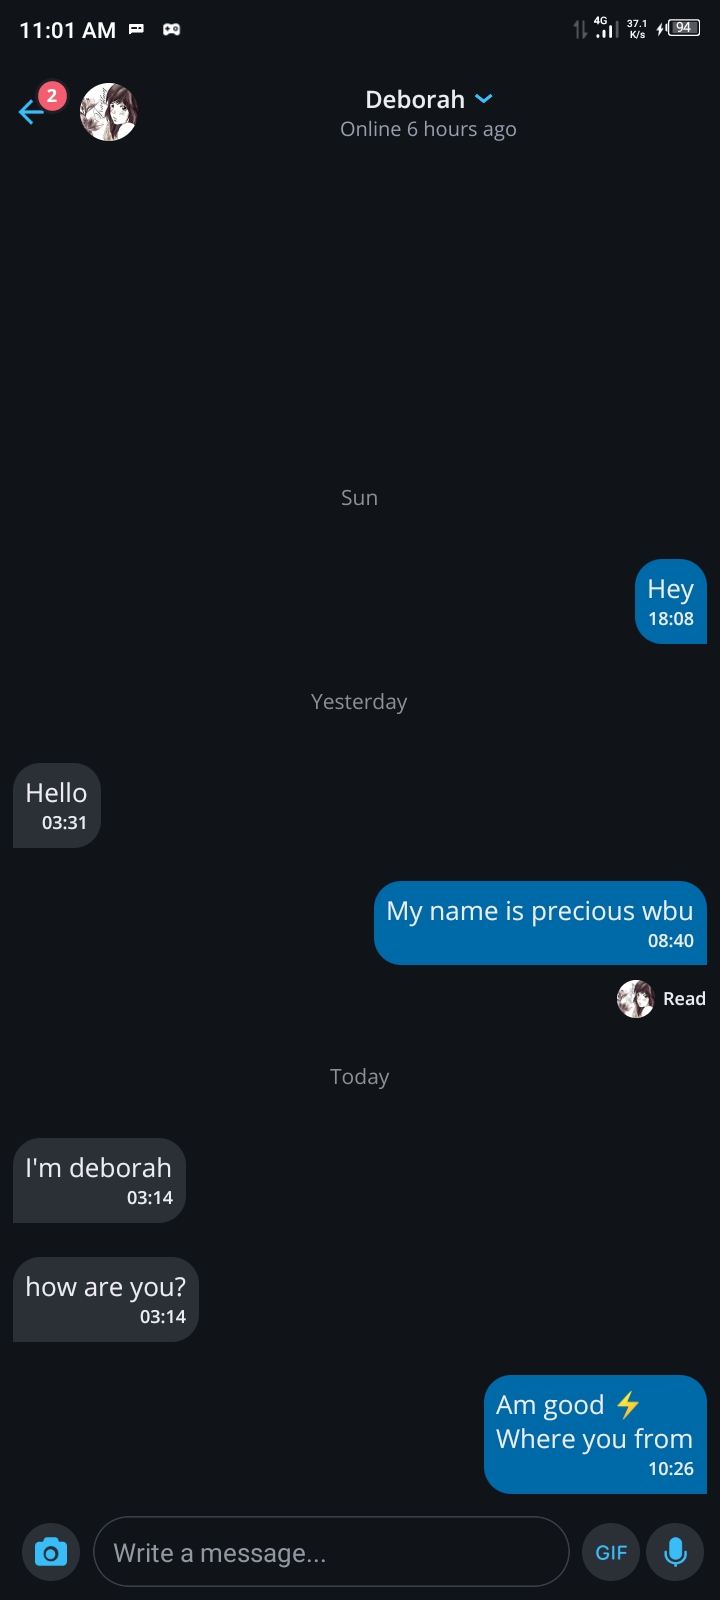 11:01 AM
4G
37.1
K/s
94
2
Deborah
Online 6 hours ago
Sun
Hey
18:08
Yesterday
Hello
03:31
My name is precious wbu
08:40
Read
Today
I'm deborah
03:14
how are you?
03:14
Am good ⚡
Where you from
10:26
Write a message...
GIF